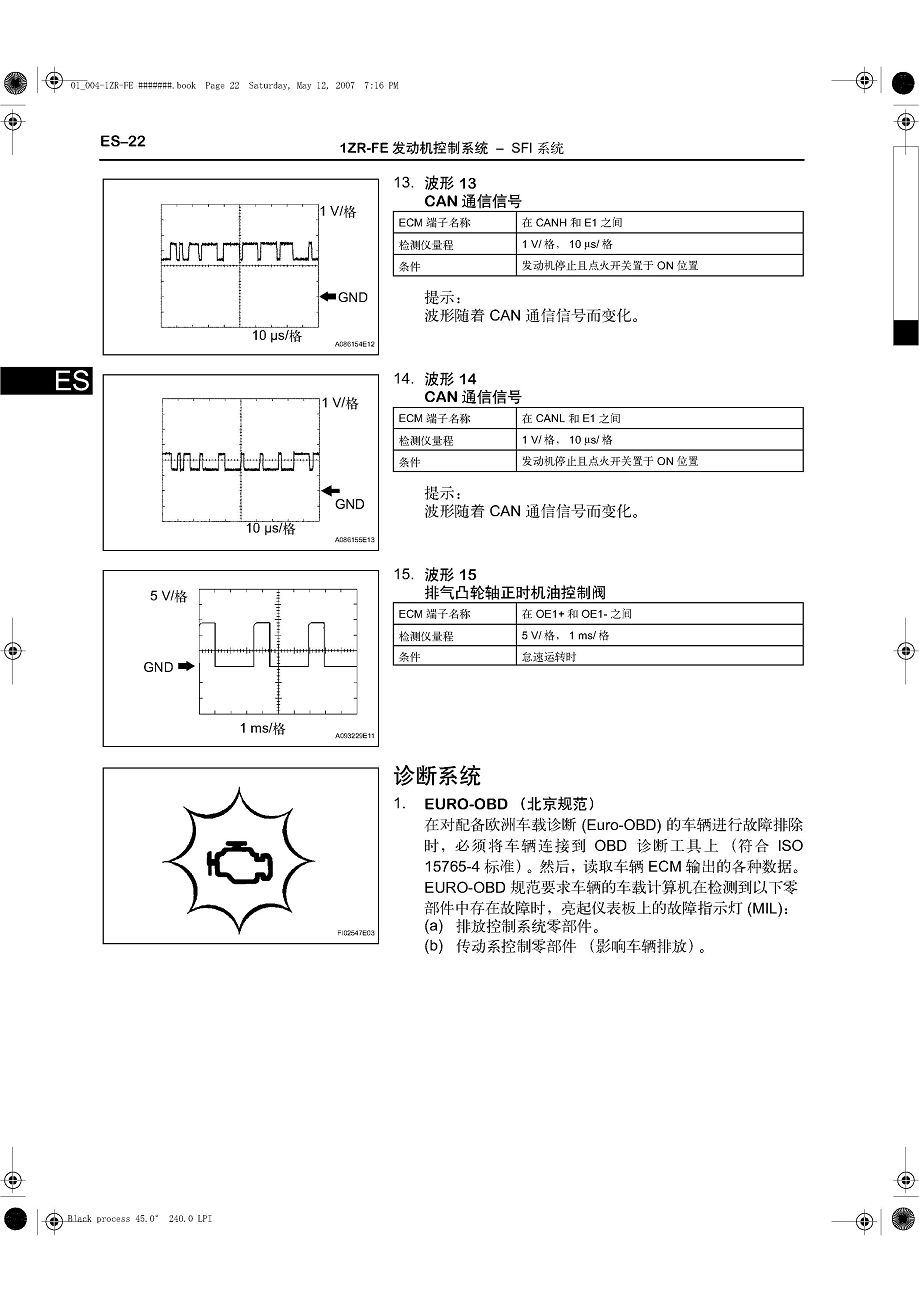 01_004-1ZR-FE #######.book  Page 22  Saturday, May 12, 2007  7:16 PM
ES–22
1ZR-FE 发动机控制系统 – SFI 系统
1 V/格
GND
10 μs/格
A086154E12
13. 波形 13
CAN 通信信号
ECM 端子名称 在 CANH 和 E1 之间
检测仪量程 1 V/ 格， 10 μs/ 格
条件 发动机停止且点火开关置于 ON 位置
提示：
波形随着 CAN 通信信号而变化。
ES
1 V/格
GND
10 μs/格
A086155E13
14. 波形 14
CAN 通信信号
ECM 端子名称 在 CANL 和 E1 之间
检测仪量程 1 V/ 格， 10 μs/ 格
条件 发动机停止且点火开关置于 ON 位置
提示：
波形随着 CAN 通信信号而变化。
5 V/格
GND
1 ms/格
A093229E11
15. 波形 15
排气凸轮轴正时机油控制阀
ECM 端子名称 在 OE1+ 和 OE1- 之间
检测仪量程 5 V/ 格， 1 ms/ 格
条件 怠速运转时
FI02547E03
诊断系统
1. EURO-OBD （北京规范）
在对配备欧洲车载诊断 (Euro-OBD) 的车辆进行故障排除
时，必须将车辆连接到 OBD 诊断工具上 （符合 ISO
15765-4 标准）。然后，读取车辆 ECM 输出的各种数据。
EURO-OBD 规范要求车辆的车载计算机在检测到以下零
部件中存在故障时，亮起仪表板上的故障指示灯 (MIL)：
(a) 排放控制系统零部件。
(b) 传动系控制零部件 （影响车辆排放）。
Black process 45.0° 240.0 LPI